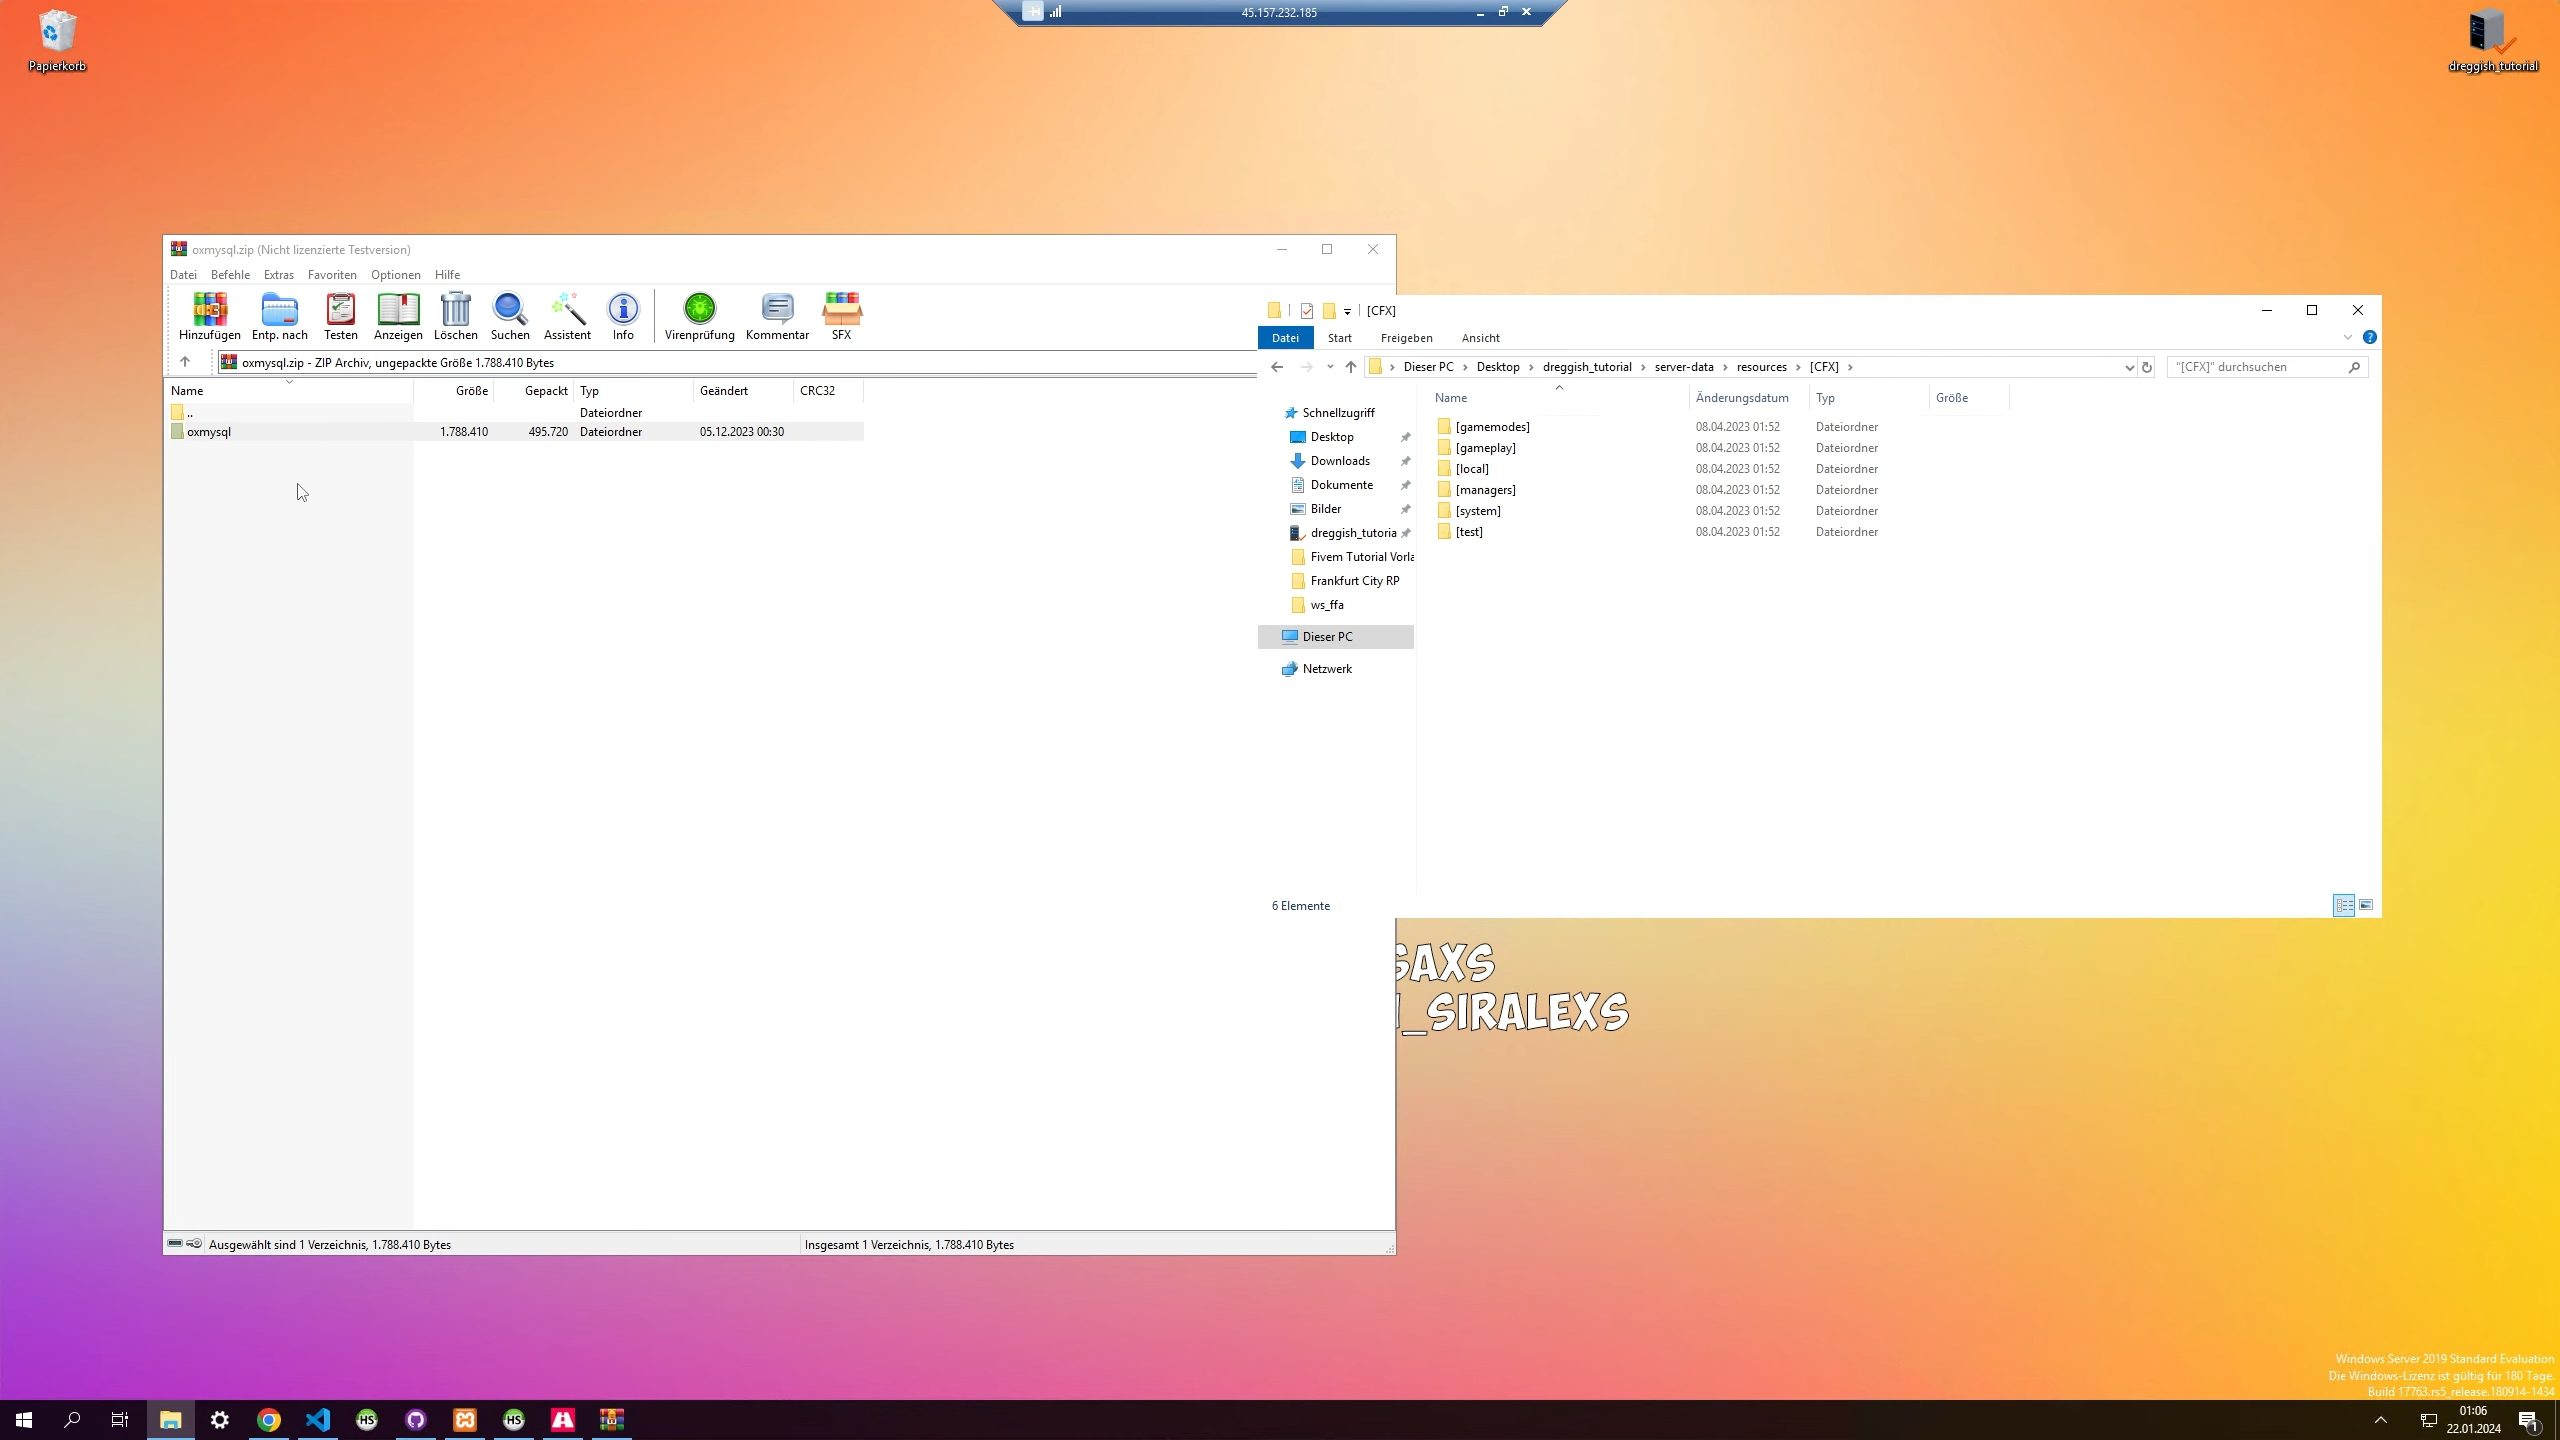 45.157.232.185
Papierkorb
dreggish_tutorial
oxmysql.zip (Nicht lizenzierte Testversion)
Datei Befehle Extras Favoriten Optionen Hilfe
Hinzufügen Entp. nach Testen Anzeigen Löschen Suchen Assistent Info Virenprüfung Kommentar SFX
oxmysql.zip - ZIP Archiv, ungepackte Größe 1.788.410 Bytes
Name Größe Gepackt Typ Geändert CRC32
.. Dateiordner
oxmysql 1.788.410 495.720 Dateiordner 05.12.2023 00:30
Ausgewählt sind 1 Verzeichnis, 1.788.410 Bytes
Insgesamt 1 Verzeichnis, 1.788.410 Bytes
[CFX]
Datei Start Freigeben Ansicht
Dieser PC > Desktop > dreggish_tutorial > server-data > resources > [CFX] >
"[CFX]" durchsuchen
Schnellzugriff
Desktop
Downloads
Dokumente
Bilder
dreggish_tutoria
Fivem Tutorial Vorla
Frankfurt City RP
ws_ffa
Dieser PC
Netzwerk
Name Änderungsdatum Typ Größe
[gamemodes] 08.04.2023 01:52 Dateiordner
[gameplay] 08.04.2023 01:52 Dateiordner
[local] 08.04.2023 01:52 Dateiordner
[managers] 08.04.2023 01:52 Dateiordner
[system] 08.04.2023 01:52 Dateiordner
[test] 08.04.2023 01:52 Dateiordner
6 Elemente
SAXS
_SIRALEXS
Windows Server 2019 Standard Evaluation
Die Windows-Lizenz ist gültig für 180 Tage.
Build 17763.rs5_release.180914-1434
HS HS
01:06
22.01.2024
1